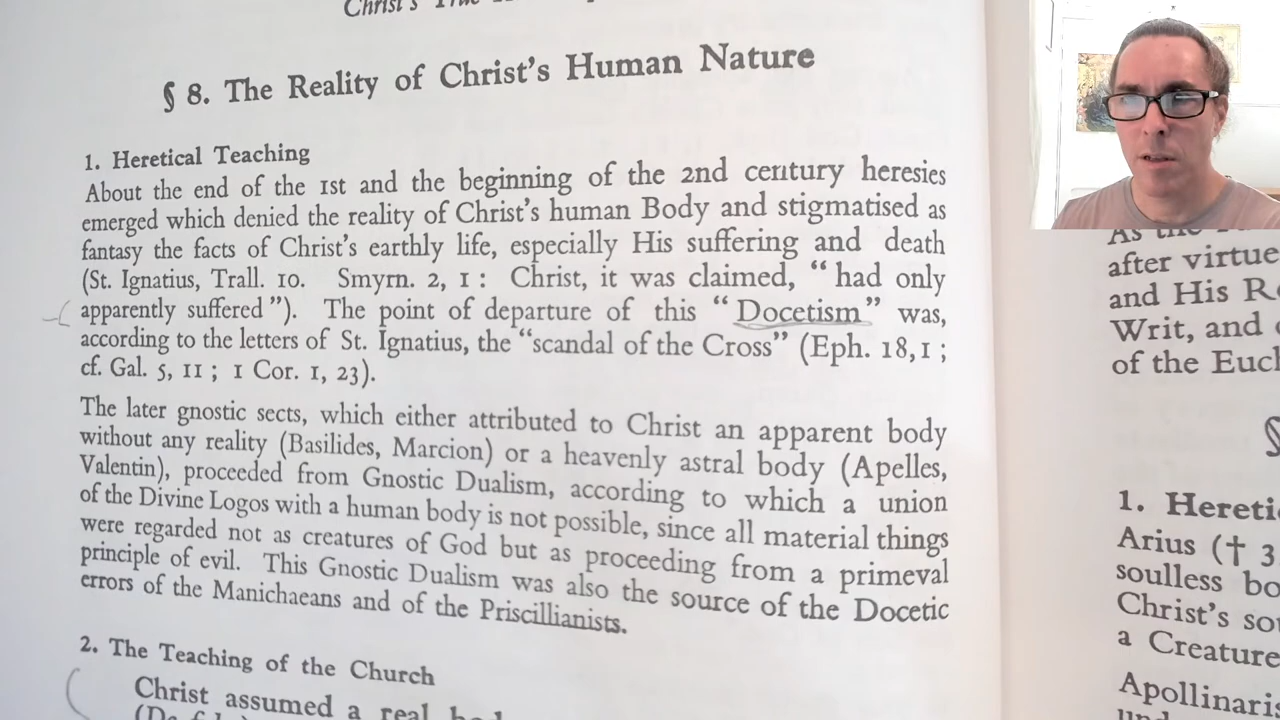 Christ's True
§ 8. The Reality of Christ's Human Nature
1. Heretical Teaching
About the end of the 1st and the beginning of the 2nd century heresies
emerged which denied the reality of Christ's human Body and stigmatised as
fantasy the facts of Christ's earthly life, especially His suffering and death
(St. Ignatius, Trall. 10. Smyrn. 2, 1 : Christ, it was claimed, “ had only
apparently suffered ”). The point of departure of this “ Docetism ” was,
according to the letters of St. Ignatius, the “scandal of the Cross” (Eph. 18,1 ;
cf. Gal. 5, 11 ; 1 Cor. 1, 23).
The later gnostic sects, which either attributed to Christ an apparent body
without any reality (Basilides, Marcion) or a heavenly astral body (Apelles,
Valentin), proceeded from Gnostic Dualism, according to which a union
of the Divine Logos with a human body is not possible, since all material things
were regarded not as creatures of God but as proceeding from a primeval
principle of evil. This Gnostic Dualism was also the source of the Docetic
errors of the Manichaeans and of the Priscillianists.
2. The Teaching of the Church
Christ assumed a real
As the
after virtue
and His
Writ, and
of the
§
1.
Arius († 3
soulless
Christ's
a Creature